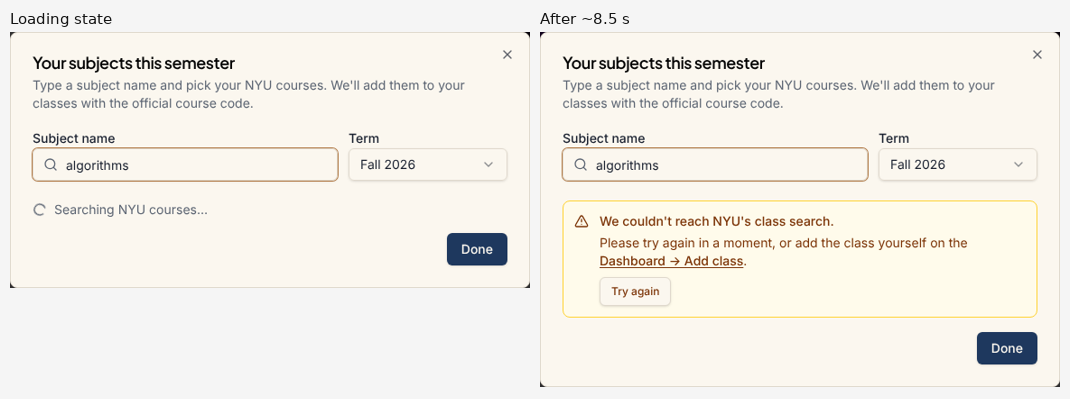 Loading state
Your subjects this semester
Type a subject name and pick your NYU courses. We'll add them to your
classes with the official course code.
Subject name
Term
algorithms
Fall 2026
Searching NYU courses...
Done
After ~8.5 s
Your subjects this semester
Type a subject name and pick your NYU courses. We'll add them to your
classes with the official course code.
Subject name
Term
algorithms
Fall 2026
We couldn't reach NYU's class search.
Please try again in a moment, or add the class yourself on the
Dashboard → Add class.
Try again
Done